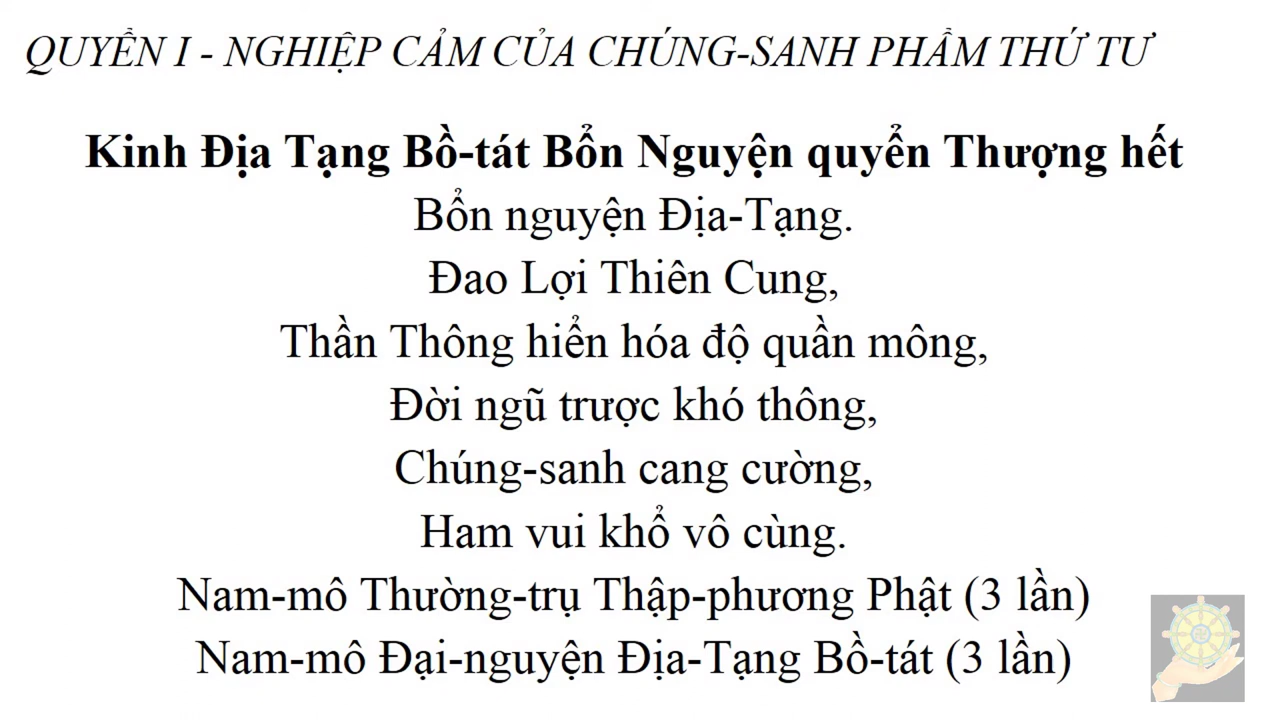 QUYỂN I - NGHIỆP CẢM CỦA CHÚNG-SANH PHẨM THỨ TƯ
Kinh Địa Tạng Bồ-tát Bổn Nguyện quyển Thượng hết
Bổn nguyện Địa-Tạng.
Đao Lợi Thiên Cung,
Thần Thông hiển hóa độ quần mông,
Đời ngũ trược khó thông,
Chúng-sanh cang cường,
Ham vui khổ vô cùng.
Nam-mô Thường-trụ Thập-phương Phật (3 lần)
Nam-mô Đại-nguyện Địa-Tạng Bồ-tát (3 lần)